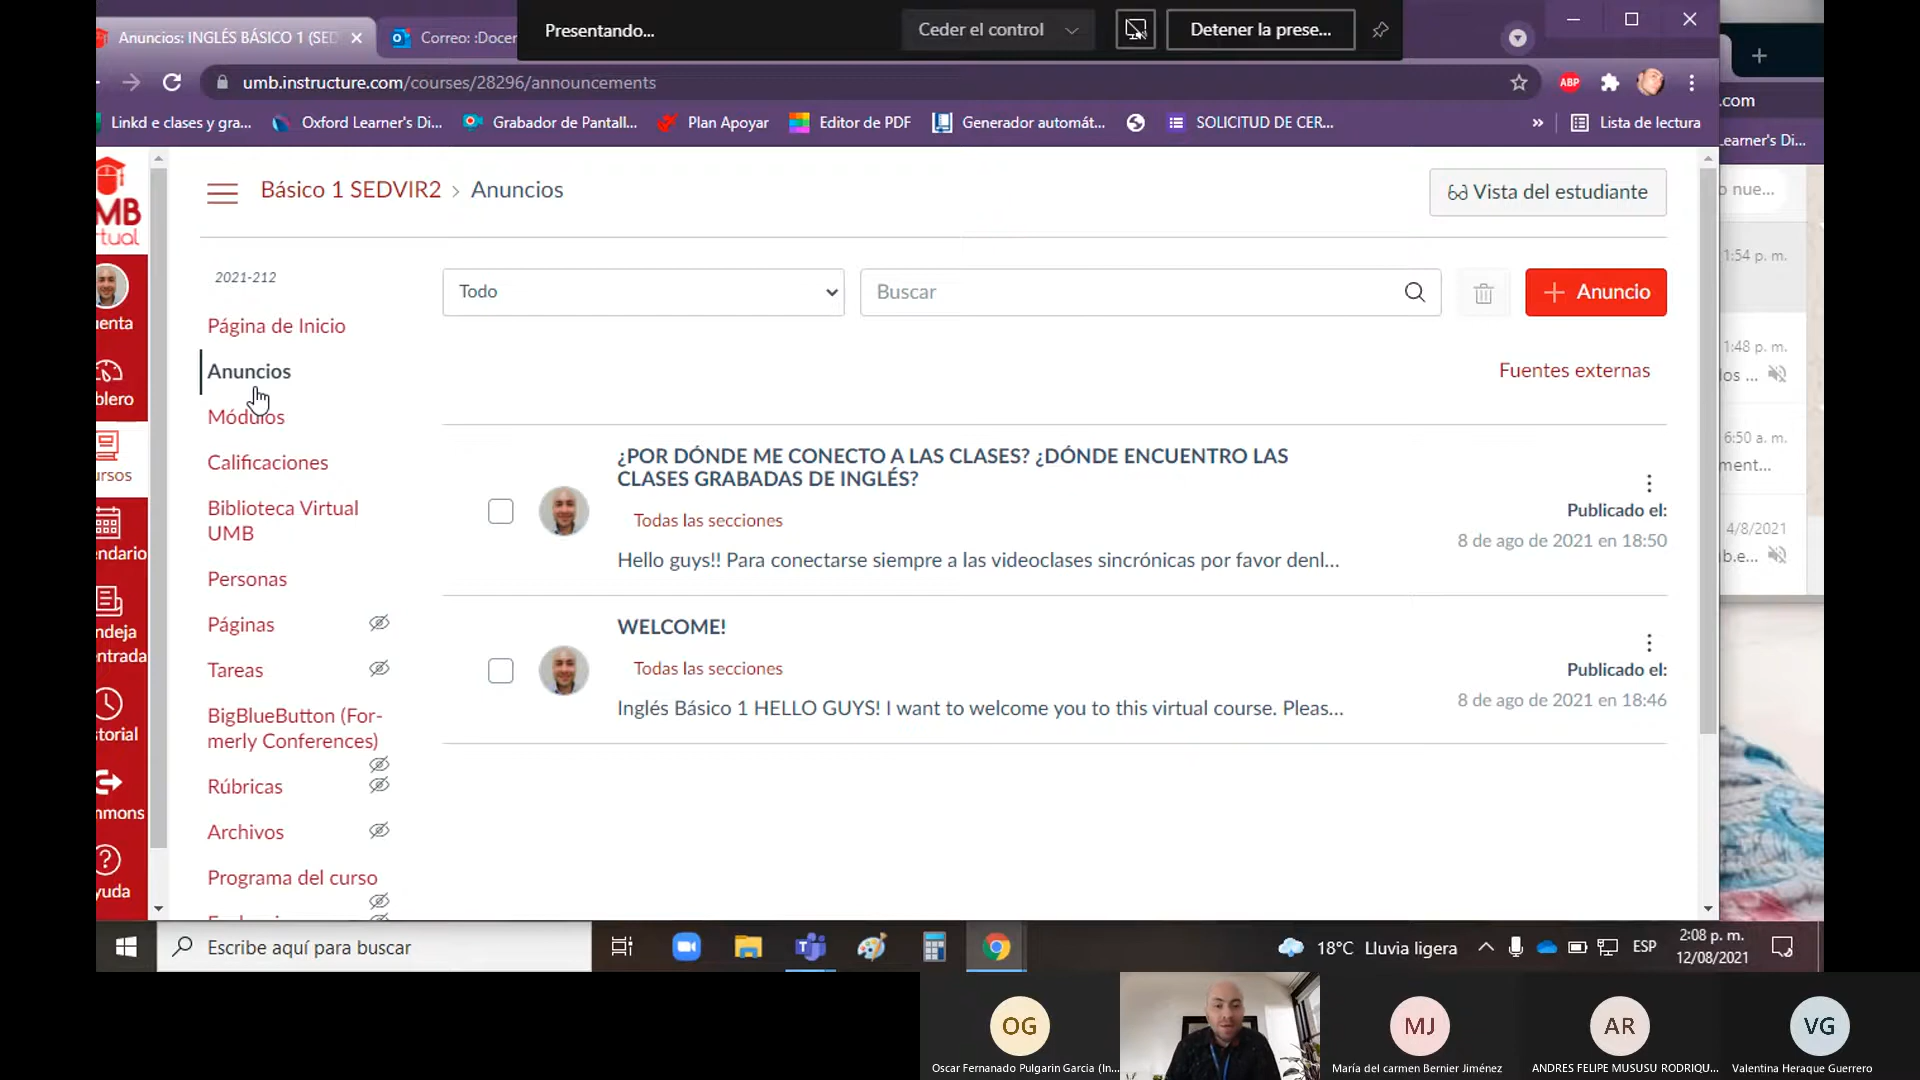 Anuncios: INGLÉS BÁSICO 1 (SED
Correo: :Docer
Presentando...
Ceder el control
Detener la prese...
umb.instructure.com/courses/28296/announcements
ABP
.com
Linkd e clases y gra...
Oxford Learner's Di...
Grabador de Pantall...
Plan Apoyar
Editor de PDF
Generador automát...
SOLICITUD DE CER...
»
Lista de lectura
Learner's Di...
MB
rtual
Básico 1 SEDVIR2 > Anuncios
Vista del estudiante
o nue...
1:54 p. m.
2021-212
Todo
Buscar
+ Anuncio
enta
Página de Inicio
1:48 p. m.
los ...
Anuncios
Fuentes externas
blero
Módulos
6:50 a. m.
ment...
Calificaciones
ursos
¿POR DÓNDE ME CONECTO A LAS CLASES? ¿DÓNDE ENCUENTRO LAS
CLASES GRABADAS DE INGLÉS?
Todas las secciones
Publicado el:
8 de ago de 2021 en 18:50
Hello guys!! Para conectarse siempre a las videoclases sincrónicas por favor denl...
Biblioteca Virtual
UMB
4/8/2021
b.e...
endario
Personas
Páginas
ndeja
entrada
WELCOME!
Todas las secciones
Publicado el:
8 de ago de 2021 en 18:46
Inglés Básico 1 HELLO GUYS! I want to welcome you to this virtual course. Pleas...
Tareas
BigBlueButton (For-
merly Conferences)
storial
Rúbricas
mmons
Archivos
Programa del curso
yuda
Escribe aquí para buscar
18°C Lluvia ligera
ESP
2:08 p. m.
12/08/2021
OG
MJ
AR
VG
Oscar Fernanado Pulgarin Garcia (In...
María del carmen Bernier Jiménez
ANDRES FELIPE MUSUSU RODRIQU...
Valentina Heraque Guerrero